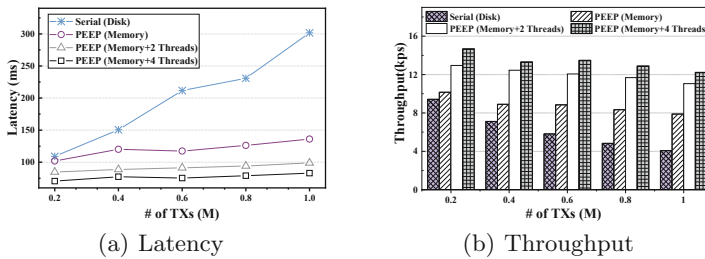 Serial (Disk)
PEEP (Memory)
PEEP (Memory+2 Threads)
PEEP (Memory+4 Threads)
Latency (ms)
300
250
200
150
100
0.2 0.4 0.6 0.8 1.0
# of TXs (M)
(a) Latency
Serial (Disk) PEEP (Memory)
PEEP (Memory+2 Threads) PEEP (Memory+4 Threads)
Throughput(kps)
16
12
8
4
0
0.2 0.4 0.6 0.8 1
# of TXs (M)
(b) Throughput